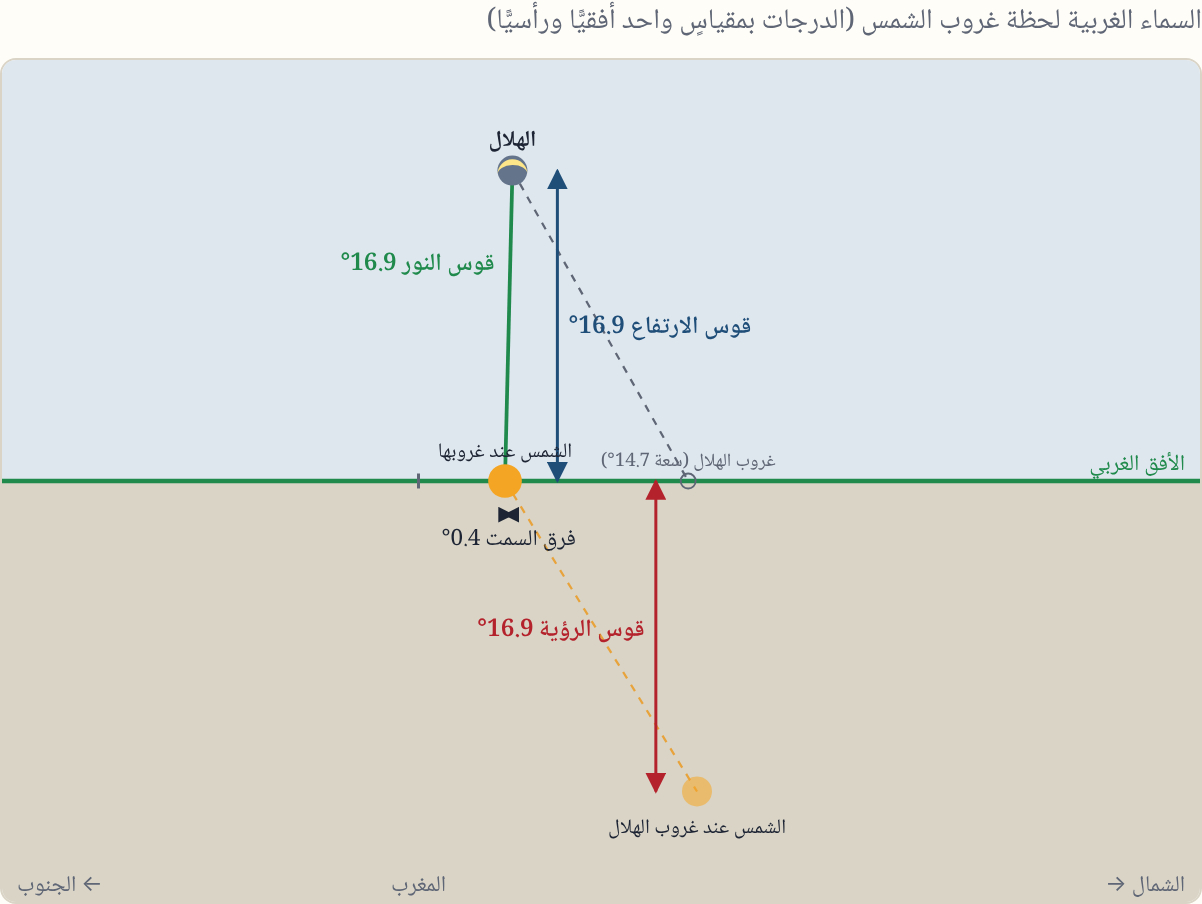 السماء الغربية لحظة غروب الشمس (الدرجات بمقياسٍ واحد أفقيًّا ورأسيًّا)
الهلال
قوس النور 16.9°
قوس الارتفاع 16.9°
الشمس عند غروبها
غروب الهلال (سعة 14.7°)
الأفق الغربي
فرق السمت 0.4°
قوس الرؤية 16.9°
الشمس عند غروب الهلال
الشمال →
المغرب
← الجنوب